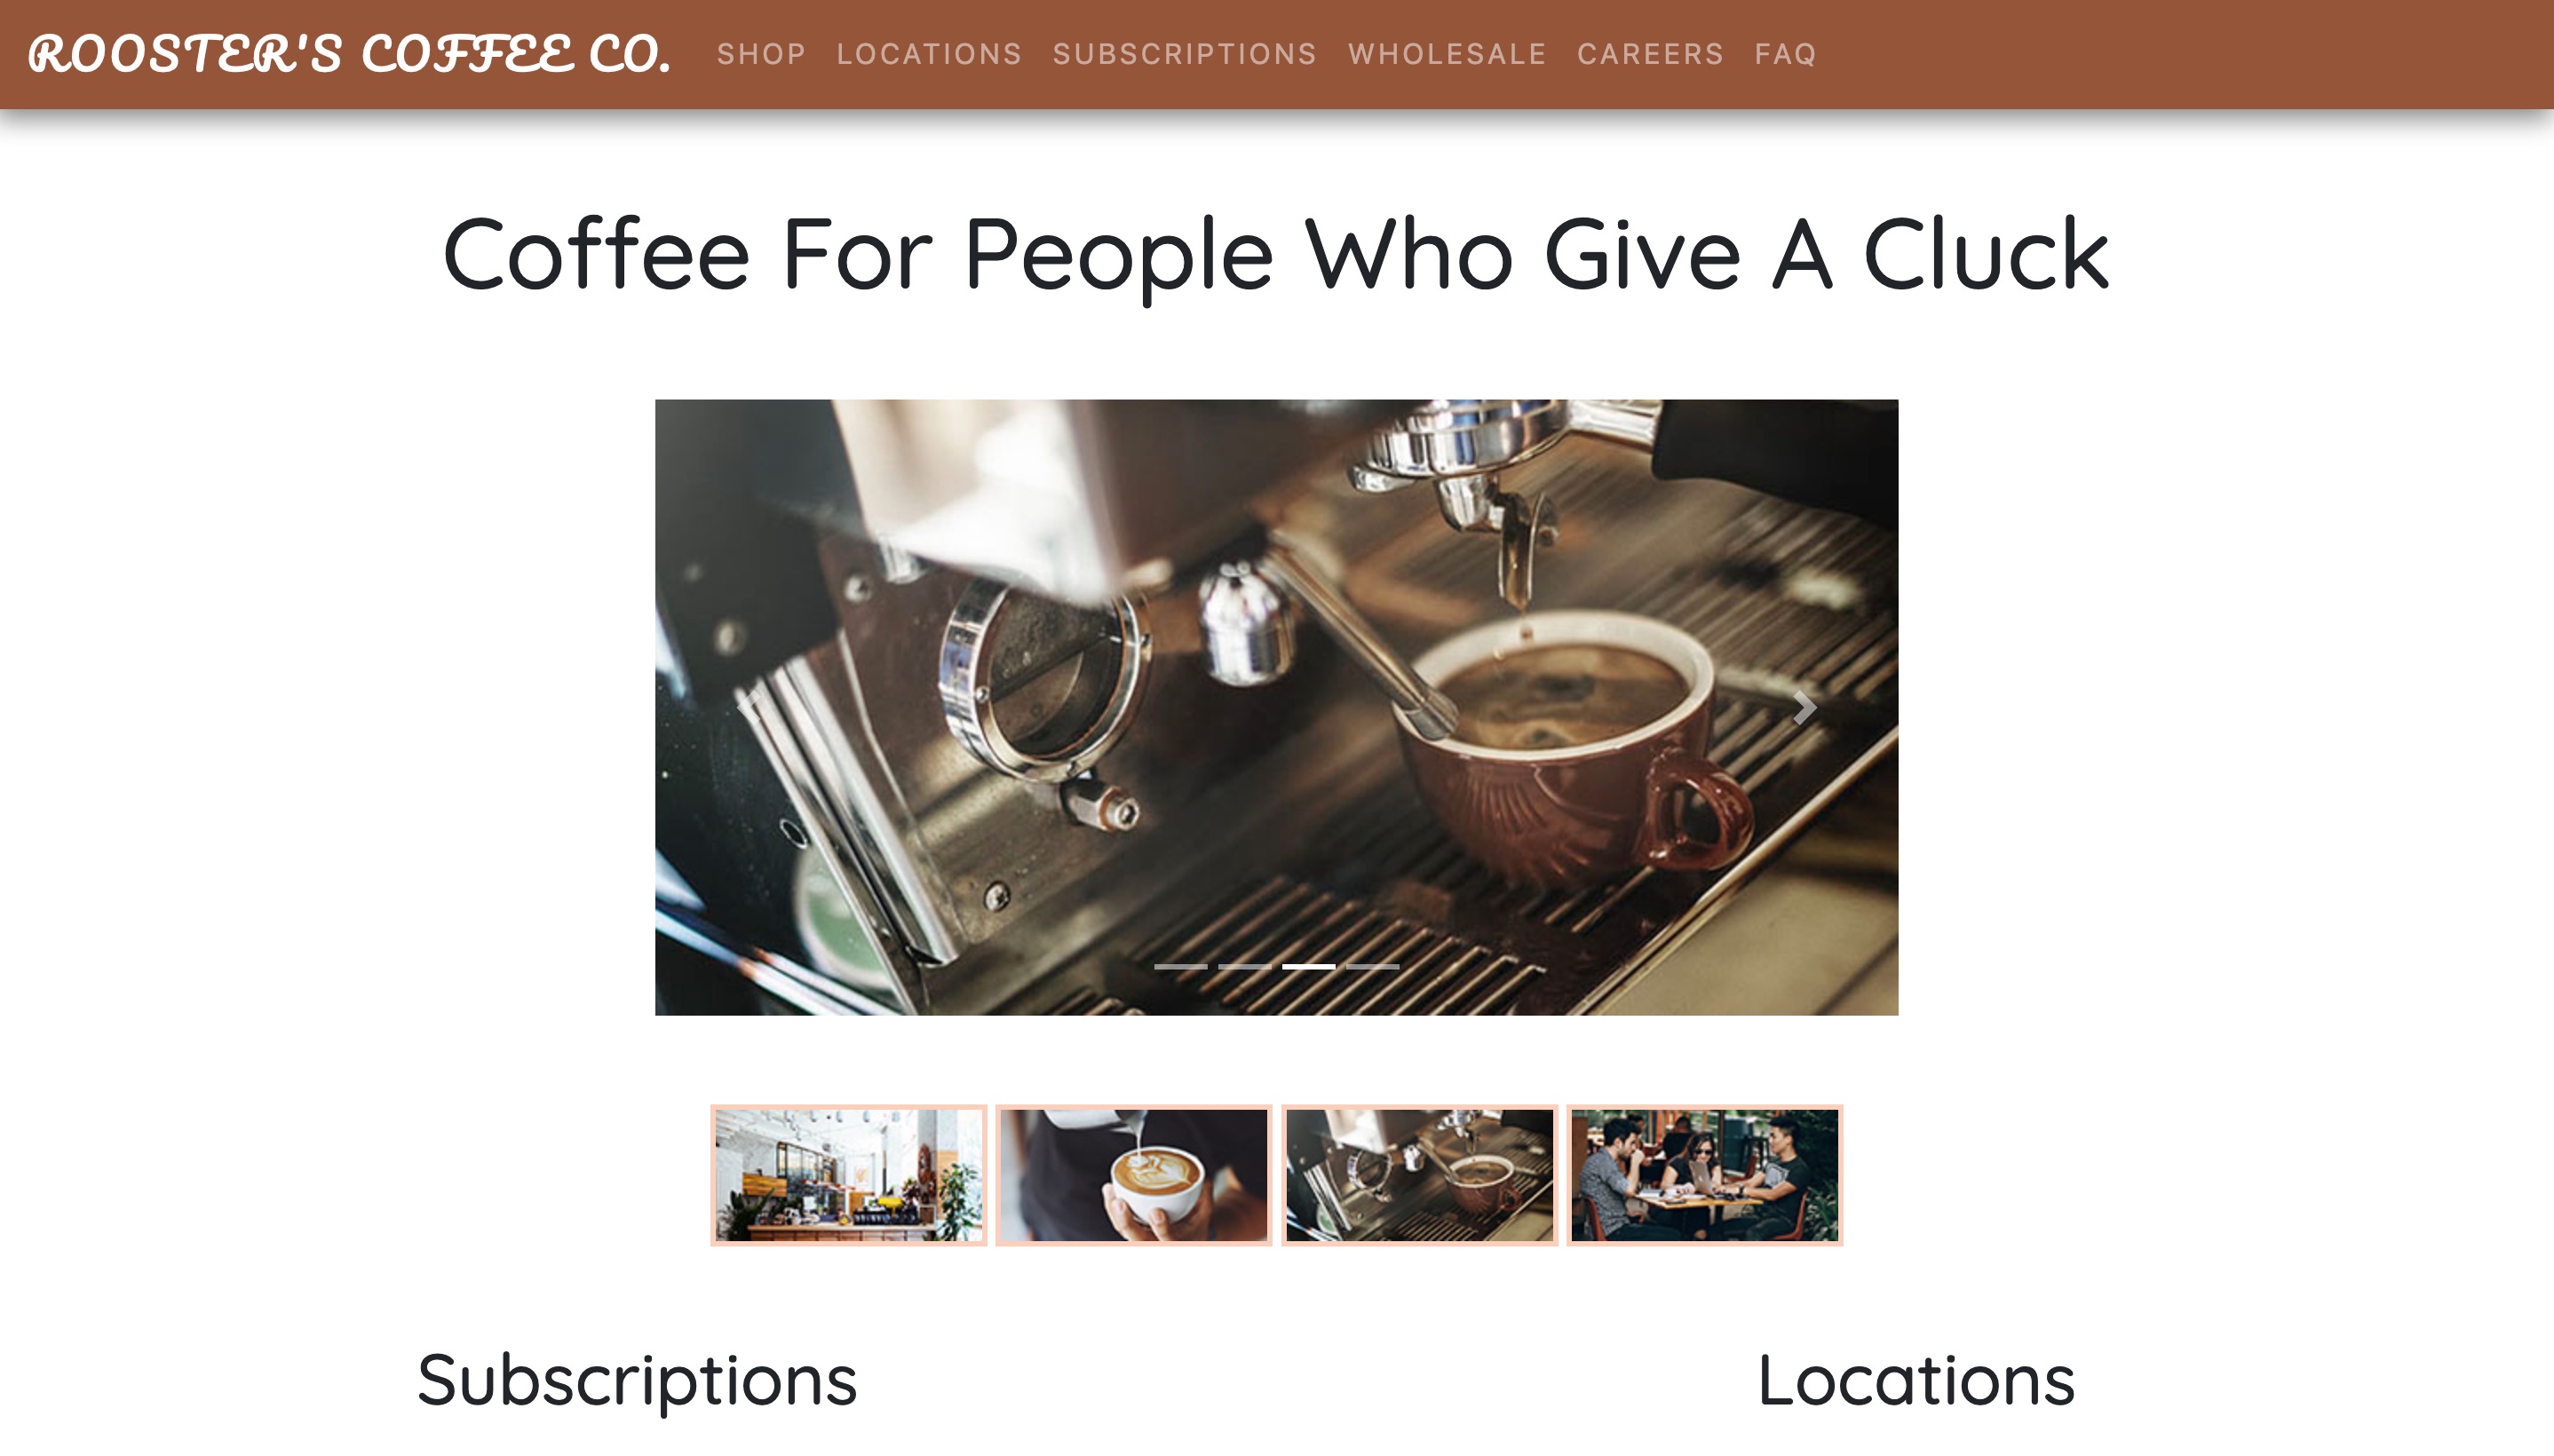 ROOSTER'S COFFEE CO. SHOP LOCATIONS SUBSCRIPTIONS WHOLESALE CAREERS FAQ
Coffee For People Who Give A Cluck
Subscriptions Locations